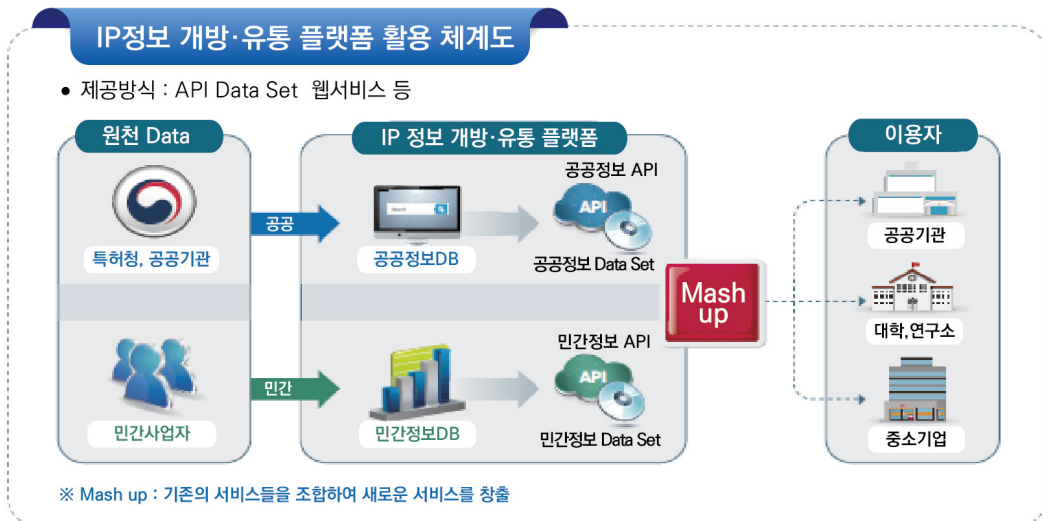 IP정보 개방·유통 플랫폼 활용 체계도
• 제공방식 : API Data Set 웹서비스 등
원천 Data
특허청, 공공기관
민간사업자
공공
민간
IP 정보 개방·유통 플랫폼
Search
공공정보DB
공공정보 API
API
공공정보 Data Set
민간정보DB
민간정보 API
API
민간정보 Data Set
Mash
up
이용자
공공기관
대학,연구소
중소기업
※ Mash up : 기존의 서비스들을 조합하여 새로운 서비스를 창출